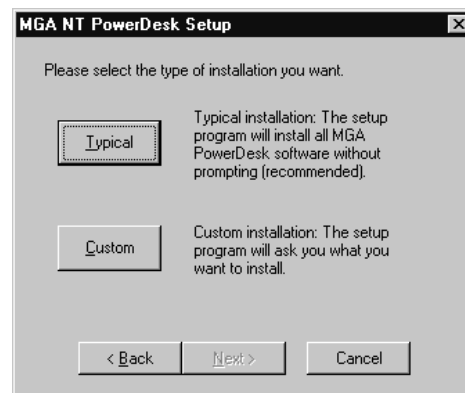 MGA NT PowerDesk Setup
Please select the type of installation you want.
Typical
Typical installation: The setup
program will install all MGA
PowerDesk software without
prompting (recommended).
Custom
Custom installation: The setup
program will ask you what you
want to install.
< Back
Next >
Cancel